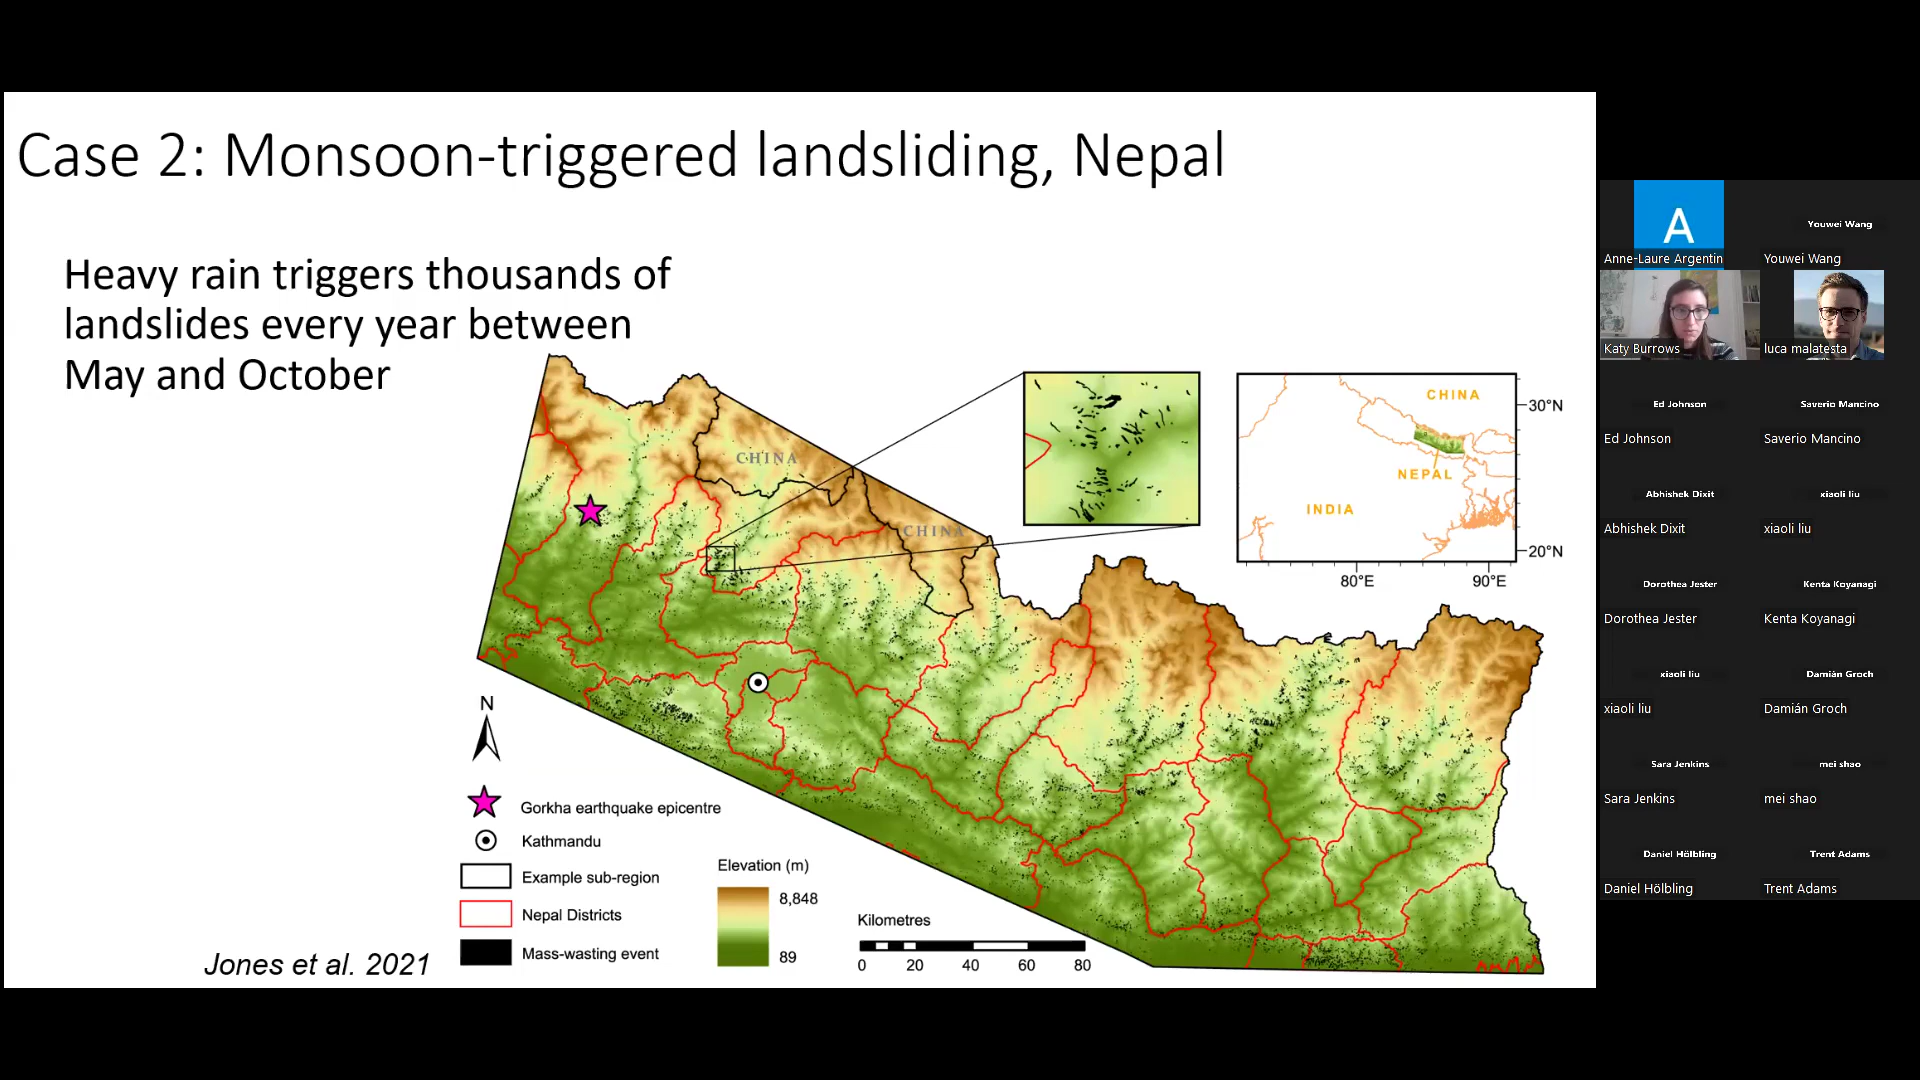 Case 2: Monsoon-triggered landsliding, Nepal
Heavy rain triggers thousands of
landslides every year between
May and October
CHINA
CHINA
CHINA
NEPAL
INDIA
30°N
20°N
80°E
90°E
N
Gorkha earthquake epicentre
Kathmandu
Example sub-region
Nepal Districts
Mass-wasting event
Elevation (m)
8,848
89
Kilometres
0 20 40 60 80
Jones et al. 2021
A
Anne-Laure Argentin
Youwei Wang
Youwei Wang
Katy Burrows
luca malatesta
Ed Johnson
Ed Johnson
Saverio Mancino
Saverio Mancino
Abhishek Dixit
Abhishek Dixit
xiaoli liu
xiaoli liu
Dorothea Jester
Dorothea Jester
Kenta Koyanagi
Kenta Koyanagi
xiaoli liu
xiaoli liu
Damián Groch
Damián Groch
Sara Jenkins
Sara Jenkins
mei shao
mei shao
Daniel Hölbling
Daniel Hölbling
Trent Adams
Trent Adams